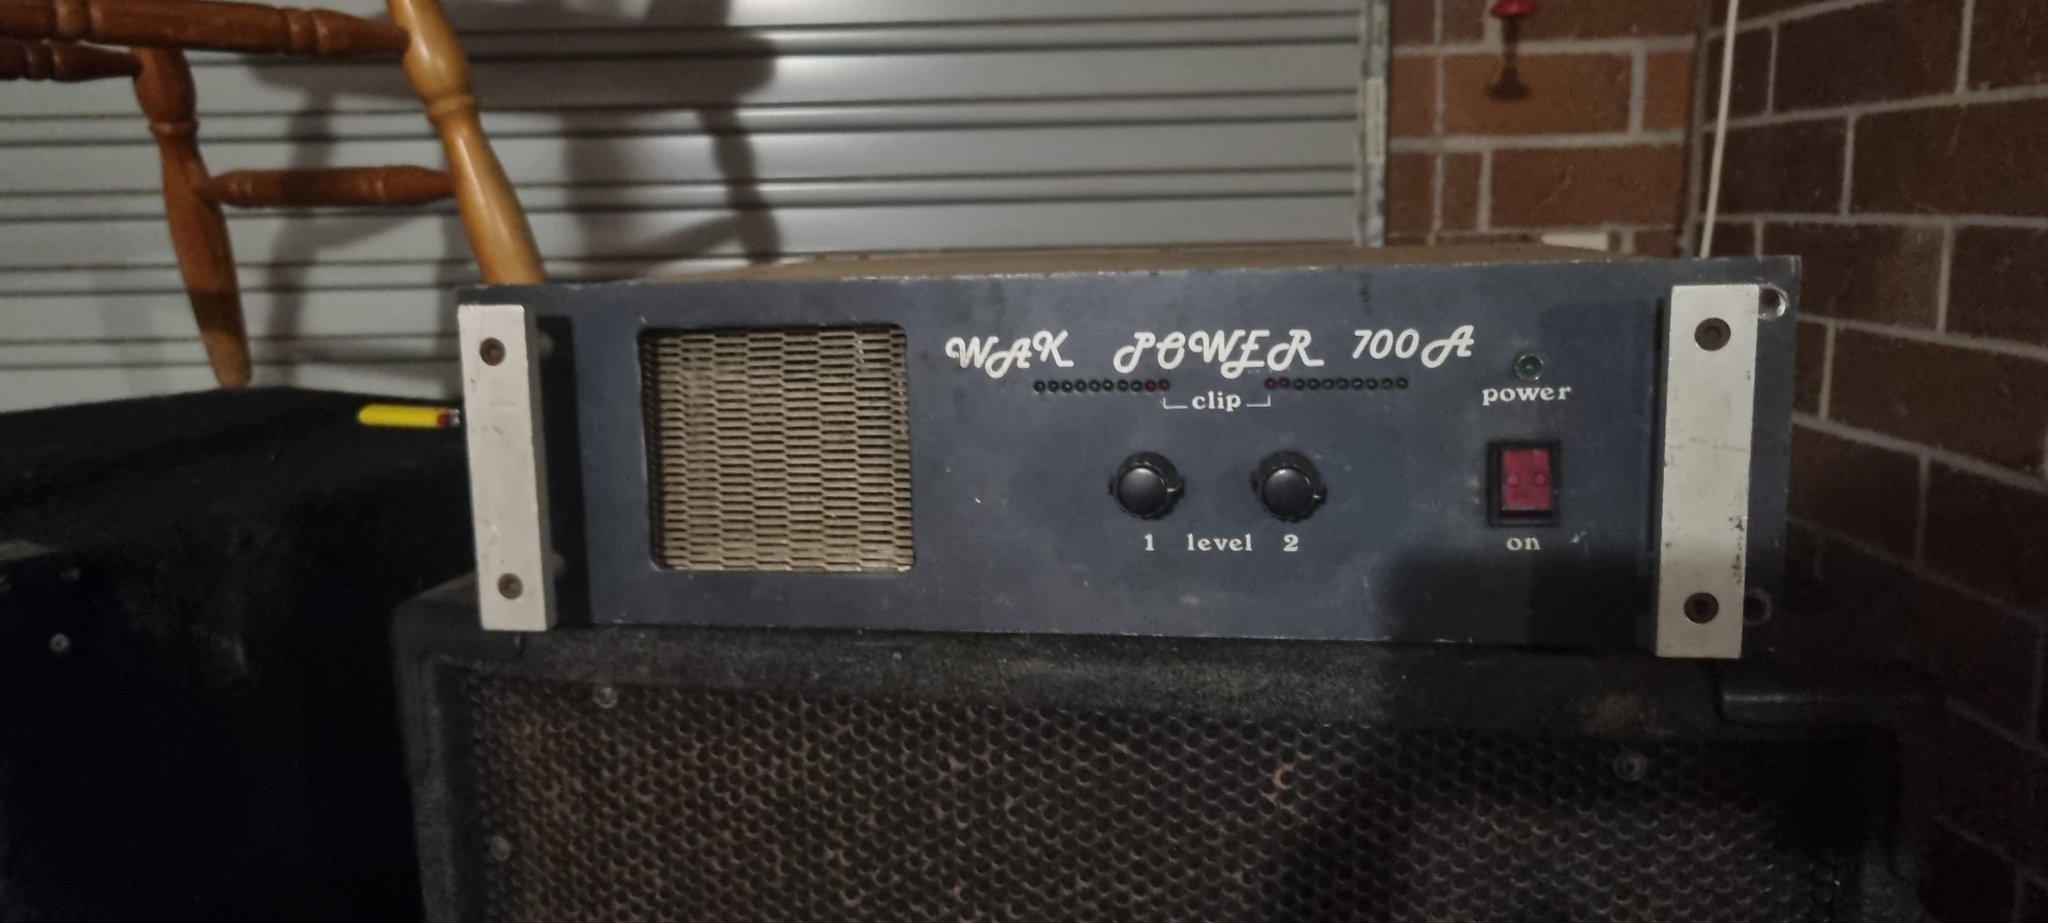 WAK POWER 700A
clip
power
1 level 2
on